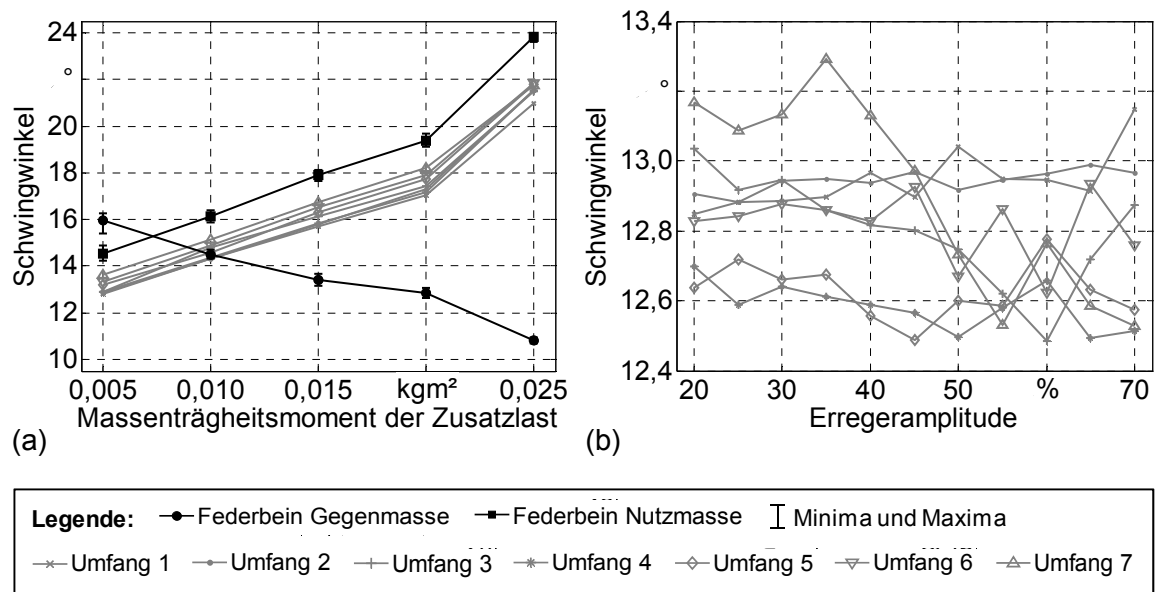 24
°
20
18
16
14
12
10
Schwingwinkel
0,005 0,010 0,015 kgm² 0,025
Massenträgheitsmoment der Zusatzlast
(a)
13,4
°
13,0
12,8
12,6
12,4
Schwingwinkel
20 30 40 50 % 70
Erregeramplitude
(b)
Legende: Federbein Gegenmasse Federbein Nutzmasse Minima und Maxima
Umfang 1 Umfang 2 Umfang 3 Umfang 4 Umfang 5 Umfang 6 Umfang 7